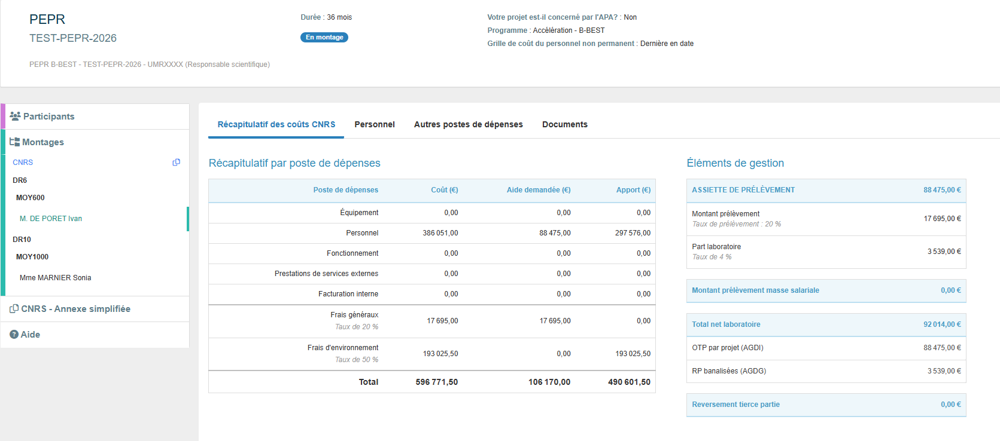 PEPR
TEST-PEPR-2026
PEPR B-BEST - TEST-PEPR-2026 - UMRXXXX (Responsable scientifique)
Durée : 36 mois
En montage
Votre projet est-il concerné par l'APA? : Non
Programme : Accélération - B-BEST
Grille de coût du personnel non permanent : Dernière en date
Participants
Montages
CNRS
DR6
MOY600
M. DE PORET Ivan
DR10
MOY1000
Mme MARNIER Sonia
CNRS - Annexe simplifiée
Aide
Récapitulatif des coûts CNRS Personnel Autres postes de dépenses Documents
Récapitulatif par poste de dépenses
Poste de dépenses Coût (€) Aide demandée (€) Apport (€)
Équipement 0,00 0,00 0,00
Personnel 386 051,00 88 475,00 297 576,00
Fonctionnement 0,00 0,00 0,00
Prestations de services externes 0,00 0,00 0,00
Facturation interne 0,00 0,00 0,00
Frais généraux 17 695,00 17 695,00 0,00
Taux de 20 %
Frais d'environnement 193 025,50 0,00 193 025,50
Taux de 50 %
Total 596 771,50 106 170,00 490 601,50
Éléments de gestion
ASSIETTE DE PRÉLÈVEMENT 88 475,00 €
Montant prélèvement 17 695,00 €
Taux de prélèvement : 20 %
Part laboratoire 3 539,00 €
Taux de 4 %
Montant prélèvement masse salariale 0,00 €
Total net laboratoire 92 014,00 €
OTP par projet (AGDI) 88 475,00 €
RP banalisées (AGDG) 3 539,00 €
Reversement tierce partie 0,00 €